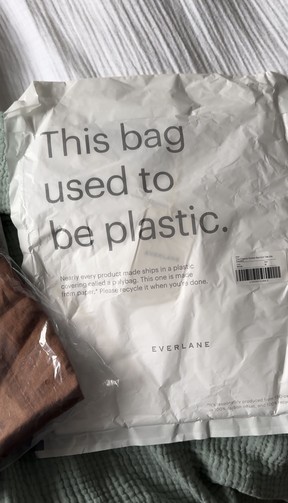 This bag
used to
be plastic.
Nearly every product made ships in a plastic
covering called a polybag. This one is made
from paper.* Please recycle it when you're done.
EVERLANE